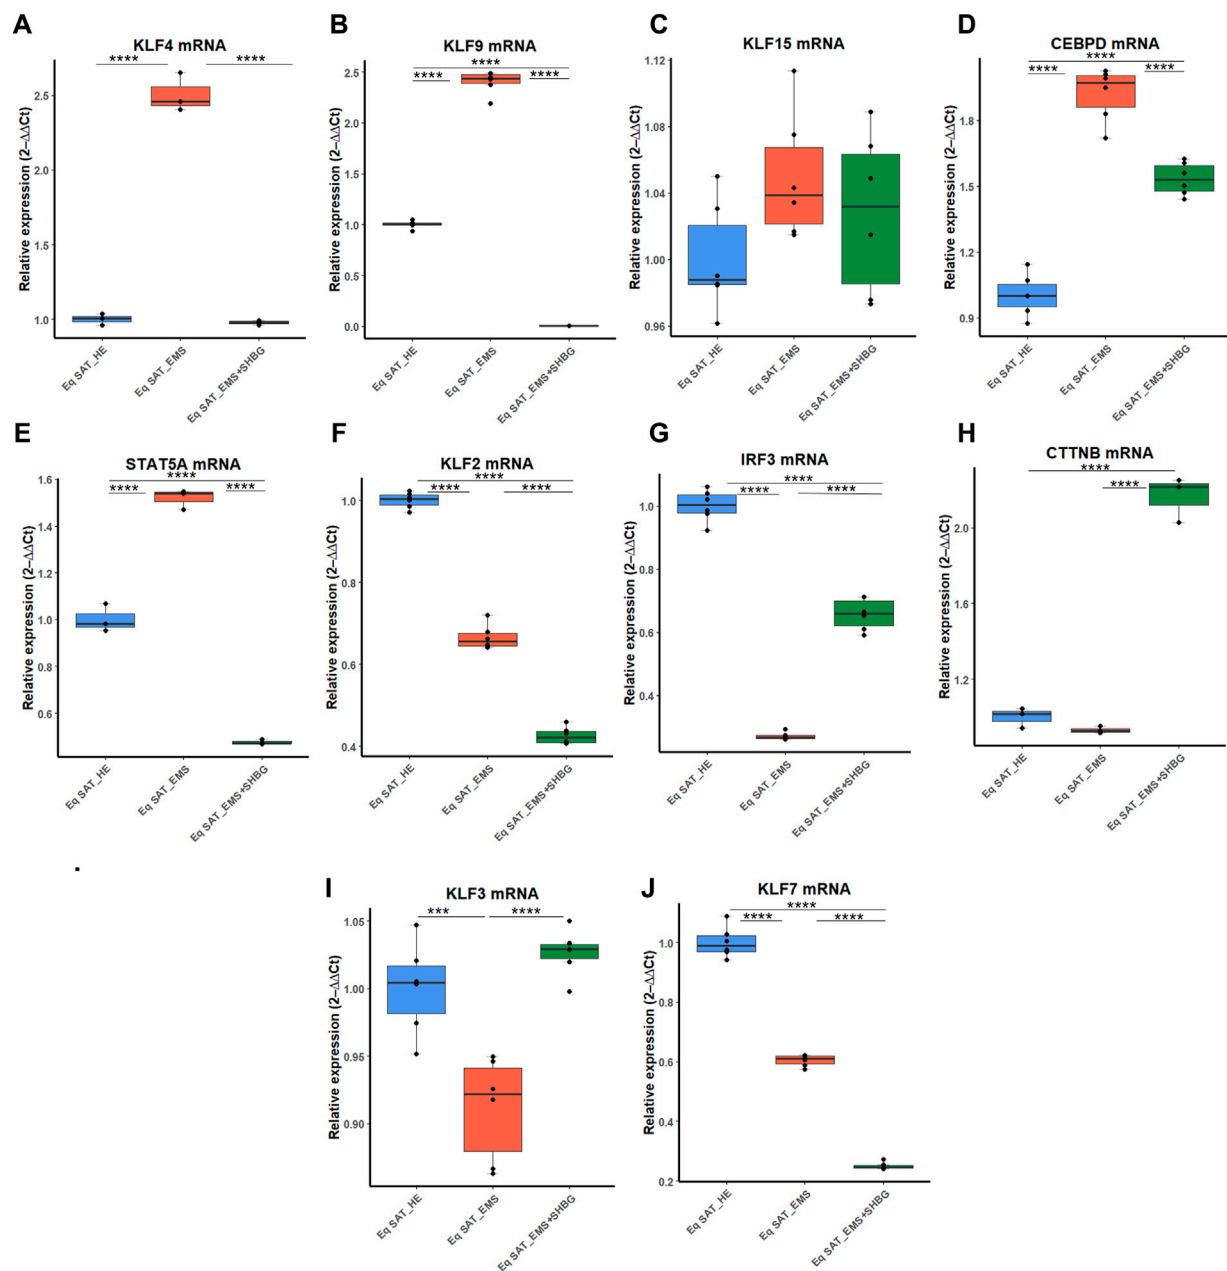 A
KLF4 mRNA
****
****
Relative expression (2–ΔΔCt)
2.5
2.0
2.5
1.0
Eq SAT_HE
Eq SAT_EMS
Eq SAT_EMS+SHBG
B
KLF9 mRNA
****
****
****
Relative expression (2–ΔΔCt)
2.5
2.0
1.0
0.5
0.0
Eq SAT_HE
Eq SAT_EMS
Eq SAT_EMS+SHBG
C
KLF15 mRNA
Relative expression (2–ΔΔCt)
1.12
1.08
1.04
1.00
0.96
Eq SAT_HE
Eq SAT_EMS
Eq SAT_EMS+SHBG
D
CEBPD mRNA
****
****
****
Relative expression (2–ΔΔCt)
1.8
1.5
1.2
0.9
Eq SAT_HE
Eq SAT_EMS
Eq SAT_EMS+SHBG
E
STAT5A mRNA
****
****
****
Relative expression (2–ΔΔCt)
1.6
1.4
1.0
0.8
0.6
Eq SAT_HE
Eq SAT_EMS
Eq SAT_EMS+SHBG
F
KLF2 mRNA
****
****
****
Relative expression (2–ΔΔCt)
1.0
0.8
0.6
0.4
Eq SAT_HE
Eq SAT_EMS
Eq SAT_EMS+SHBG
G
IRF3 mRNA
****
****
****
Relative expression (2–ΔΔCt)
1.0
0.8
0.6
0.4
Eq SAT_HE
Eq SAT_EMS
Eq SAT_EMS+SHBG
H
CTTNB mRNA
****
****
Relative expression (2–ΔΔCt)
2.0
1.6
1.2
Eq SAT_HE
Eq SAT_EMS
Eq SAT_EMS+SHBG
I
KLF3 mRNA
***
****
Relative expression (2–ΔΔCt)
1.05
1.00
0.95
0.90
Eq SAT_HE
Eq SAT_EMS
Eq SAT_EMS+SHBG
J
KLF7 mRNA
****
****
****
Relative expression (2–ΔΔCt)
1.0
0.8
0.6
0.4
0.2
Eq SAT_HE
Eq SAT_EMS
Eq SAT_EMS+SHBG